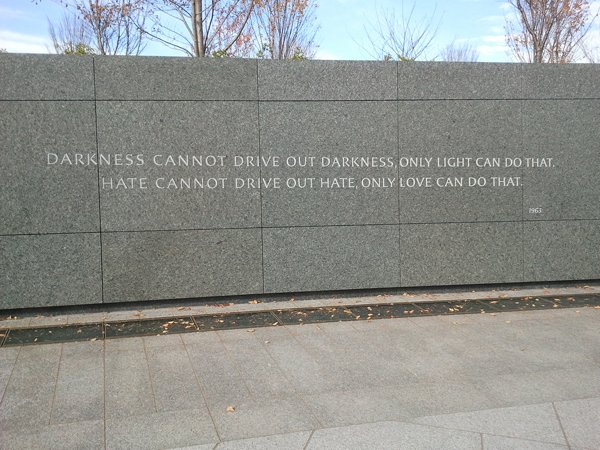 DARKNESS CANNOT DRIVE OUT DARKNESS, ONLY LIGHT CAN DO THAT.
HATE CANNOT DRIVE OUT HATE, ONLY LOVE CAN DO THAT.
1963